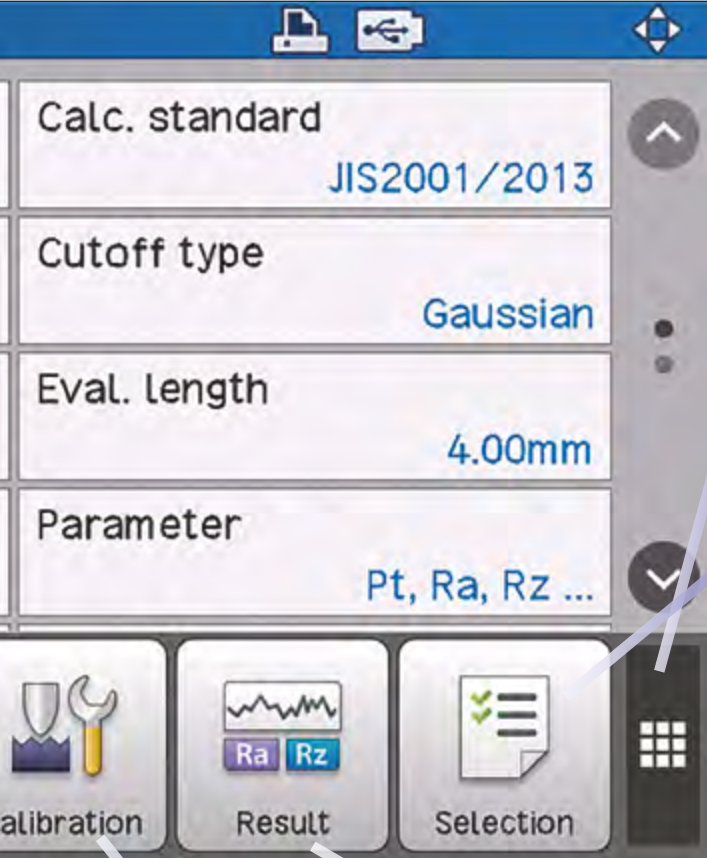 Calc. standard
JIS2001/2013
Cutoff type
Gaussian
Eval. length
4.00mm
Parameter
Pt, Ra, Rz ...
Ra Rz
alibration Result Selection